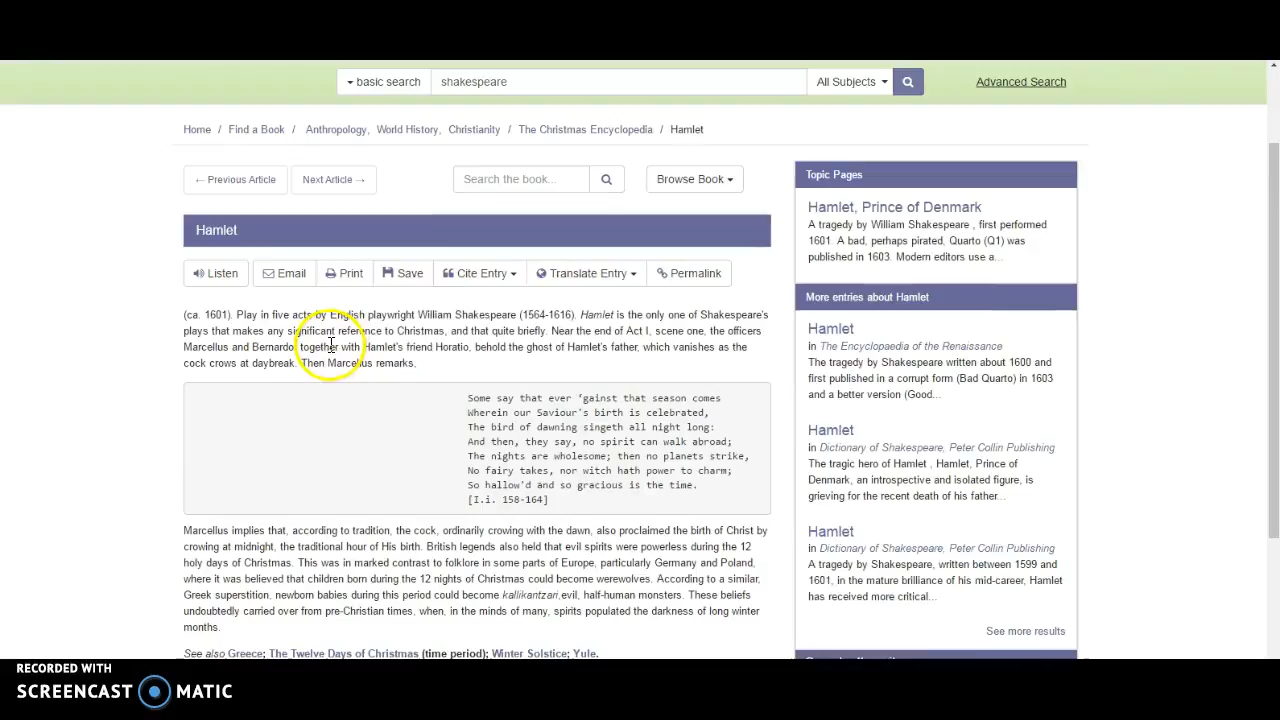 basic search
shakespeare
All Subjects
Advanced Search
Home / Find a Book / Anthropology, World History, Christianity / The Christmas Encyclopedia / Hamlet
← Previous Article
Next Article →
Search the book...
Browse Book
Hamlet
Listen
Email
Print
Save
Cite Entry
Translate Entry
Permalink
(ca. 1601). Play in five acts by English playwright William Shakespeare (1564-1616). Hamlet is the only one of Shakespeare's
plays that makes any significant reference to Christmas, and that quite briefly. Near the end of Act I, scene one, the officers
Marcellus and Bernardo, together with Hamlet's friend Horatio, behold the ghost of Hamlet's father, which vanishes as the
cock crows at daybreak. Then Marcellus remarks,
Some say that ever ‘gainst that season comes
Wherein our Saviour's birth is celebrated,
The bird of dawning singeth all night long:
And then, they say, no spirit can walk abroad;
The nights are wholesome; then no planets strike,
No fairy takes, nor witch hath power to charm;
So hallow'd and so gracious is the time.
[I.i. 158-164]
Marcellus implies that, according to tradition, the cock, ordinarily crowing with the dawn, also proclaimed the birth of Christ by
crowing at midnight, the traditional hour of His birth. British legends also held that evil spirits were powerless during the 12
holy days of Christmas. This was in marked contrast to folklore in some parts of Europe, particularly Germany and Poland,
where it was believed that children born during the 12 nights of Christmas could become werewolves. According to a similar,
Greek superstition, newborn babies during this period could become kallikantzari,evil, half-human monsters. These beliefs
undoubtedly carried over from pre-Christian times, when, in the minds of many, spirits populated the darkness of long winter
months.
See also Greece; The Twelve Days of Christmas (time period); Winter Solstice; Yule.
Topic Pages
Hamlet, Prince of Denmark
A tragedy by William Shakespeare , first performed
1601. A bad, perhaps pirated, Quarto (Q1) was
published in 1603. Modern editors use a...
More entries about Hamlet
Hamlet
in The Encyclopaedia of the Renaissance
The tragedy by Shakespeare written about 1600 and
first published in a corrupt form (Bad Quarto) in 1603
and a better version (Good...
Hamlet
in Dictionary of Shakespeare, Peter Collin Publishing
The tragic hero of Hamlet , Hamlet, Prince of
Denmark, an introspective and isolated figure, is
grieving for the recent death of his father...
Hamlet
in Dictionary of Shakespeare, Peter Collin Publishing
A tragedy by Shakespeare, written between 1599 and
1601, in the mature brilliance of his mid-career, Hamlet
has received more critical...
See more results
RECORDED WITH
SCREENCAST MATIC